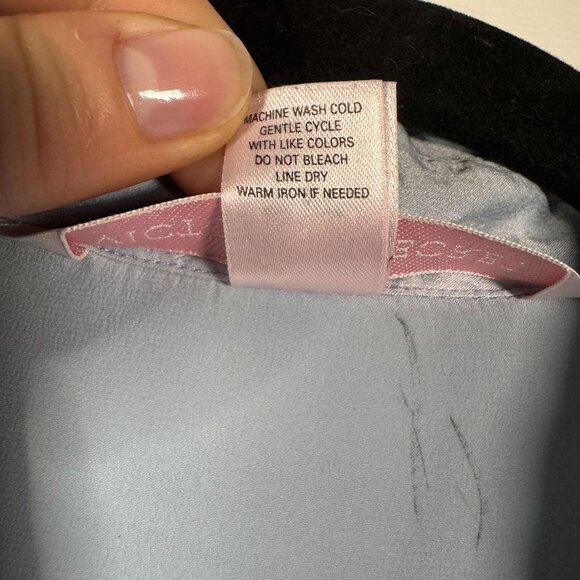 MACHINE WASH COLD
GENTLE CYCLE
WITH LIKE COLORS
DO NOT BLEACH
LINE DRY
WARM IRON IF NEEDED